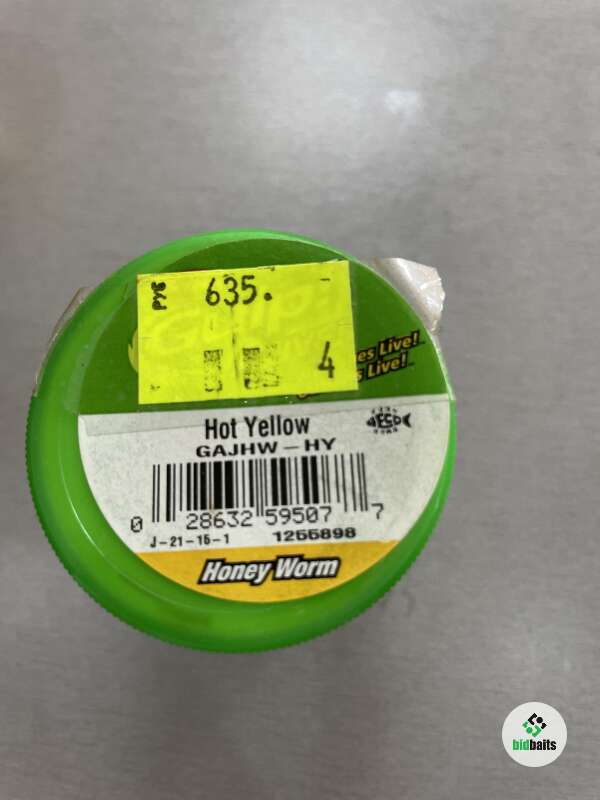 РУБ 635.
4
es Live!
s Live!
Hot Yellow
GAJHW – HY
0 28632 59507 7
J-21-15-1 1255898
Honey Worm
bidbaits